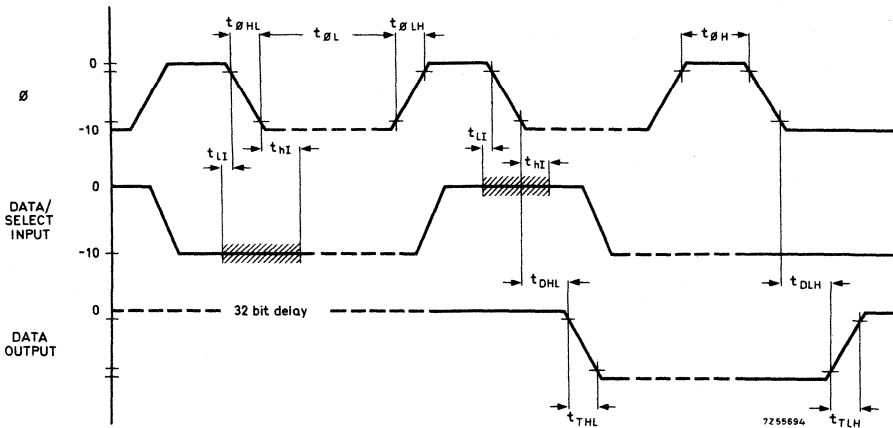 tØHL
tØL
tØLH
tØH
0
Ø
-10
tLI
thI
tLI
thI
0
DATA/
SELECT
INPUT
-10
tDHL
tDLH
0
32 bit delay
DATA
OUTPUT
tTHL
7Z55694
tTLH